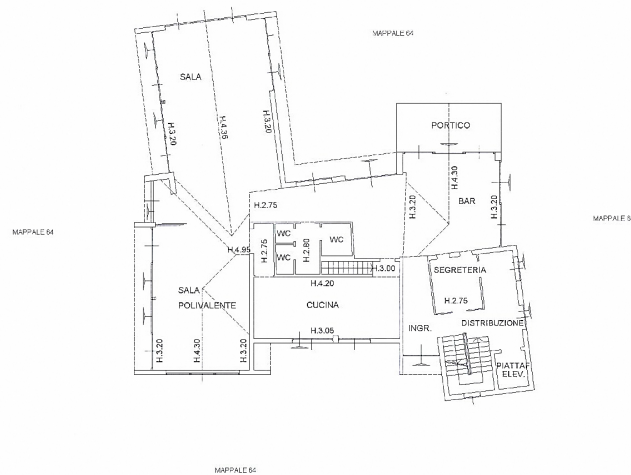 MAPPALE 64
SALA
H.3.20
H.4.36
H.3.20
PORTICO
H.4.30
H.3.20
H.3.20
BAR
H.2.75
MAPPALE 64
MAPPALE 6
WC
WC
WC
H.2.75
H.2.60
H.4.95
H.3.00
SEGRETERIA
H.2.75
SALA
POLIVALENTE
H.4.20
CUCINA
H.3.05
INGR.
DISTRIBUZIONE
H.3.20
H.4.30
H.3.20
PIATTAF
ELEV.
MAPPALE 64